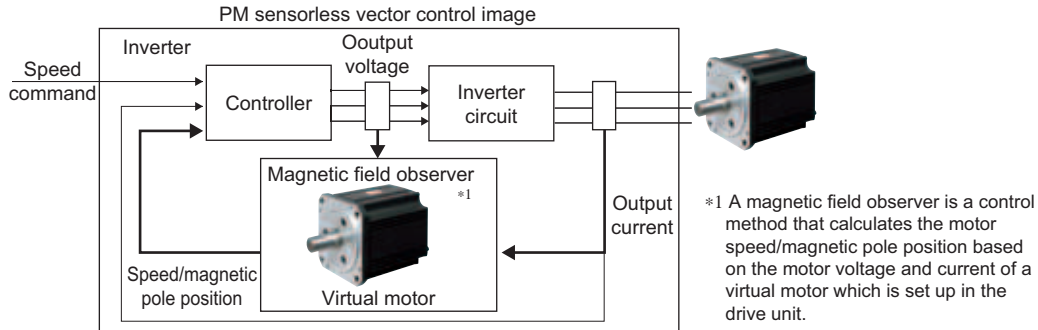 PM sensorless vector control image
Inverter
Ooutput
voltage
Speed
command
Controller
Inverter
circuit
Magnetic field observer
*1
Output
current
Speed/magnetic
pole position
Virtual motor
*1 A magnetic field observer is a control
method that calculates the motor
speed/magnetic pole position based
on the motor voltage and current of a
virtual motor which is set up in the
drive unit.